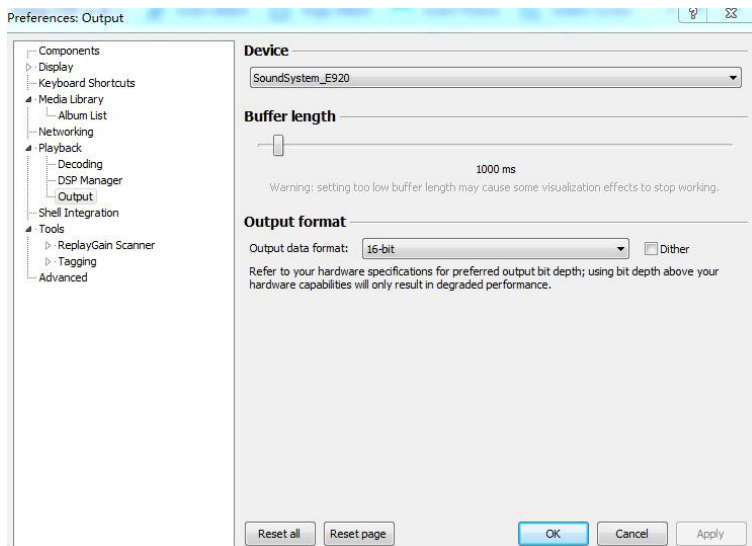 Preferences: Output
Components
Display
Keyboard Shortcuts
Media Library
Album List
Networking
Playback
Decoding
DSP Manager
Output
Shell Integration
Tools
ReplayGain Scanner
Tagging
Advanced
Device
SoundSystem_E920
Buffer length
1000 ms
Warning: setting too low buffer length may cause some visualization effects to stop working.
Output format
Output data format: 16-bit Dither
Refer to your hardware specifications for preferred output bit depth; using bit depth above your
hardware capabilities will only result in degraded performance.
Reset all Reset page OK Cancel Apply